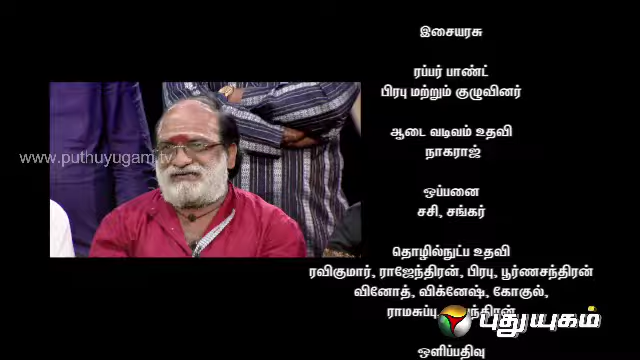 இசையரசு
ரப்பர் பாண்ட்
பிரபு மற்றும் குழுவினர்
ஆடை வடிவம் உதவி
நாகராஜ்
ஒப்பனை
சசி, சங்கர்
www.puthuyugam.tv
தொழில்நுட்ப உதவி
ரவிகுமார், ராஜேந்திரன், பிரபு, பூர்ணசந்திரன்
வினோத், விக்னேஷ், கோகுல்,
ராமசுப்பு,
புதுயுகம்
ஒளிப்பதிவு